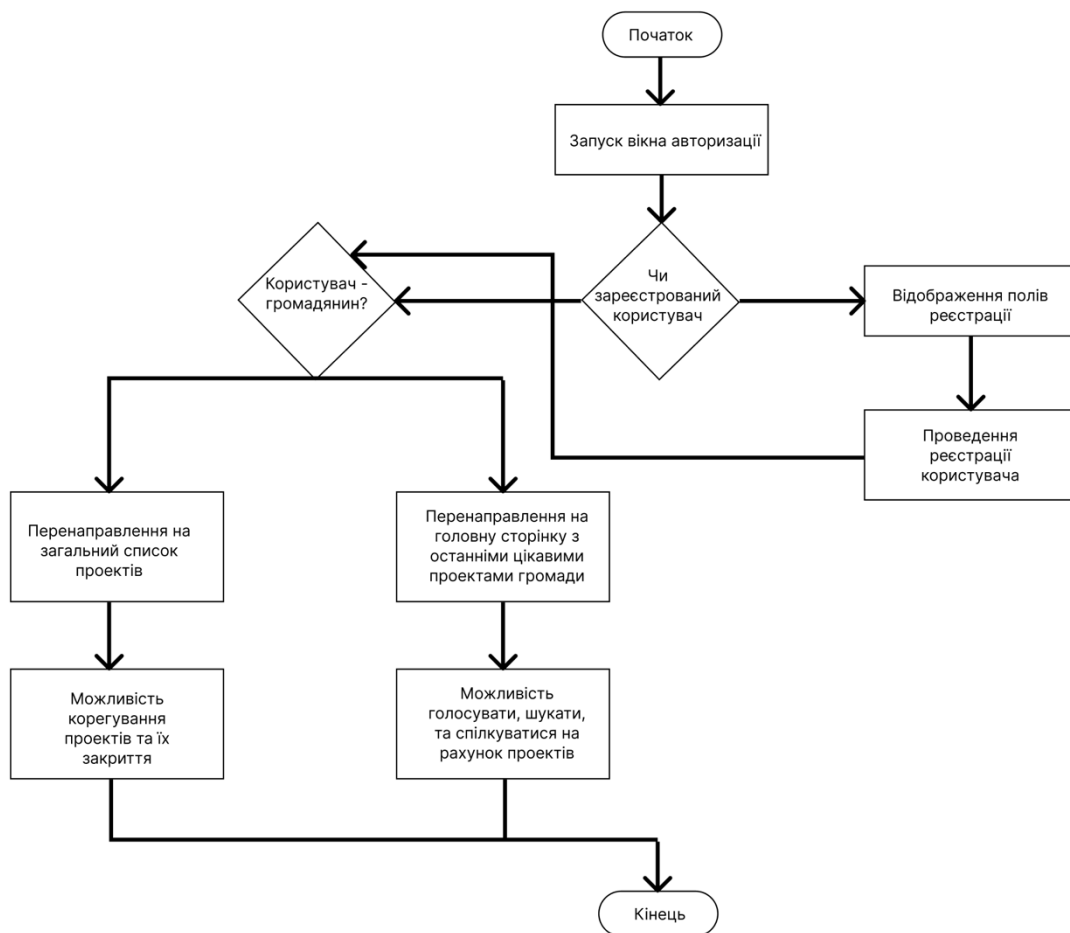 Початок
Запуск вікна авторизації
Чи
зареєстрований
користувач
Користувач -
громадянин?
Відображення полів
реєстрації
Проведення
реєстрації
користувача
Перенаправлення на
загальний список
проектів
Перенаправлення на
головну сторінку з
останніми цікавими
проектами громади
Можливість
корегування
проектів та їх
закриття
Можливість
голосувати, шукати,
та спілкуватися на
рахунок проектів
Кінець